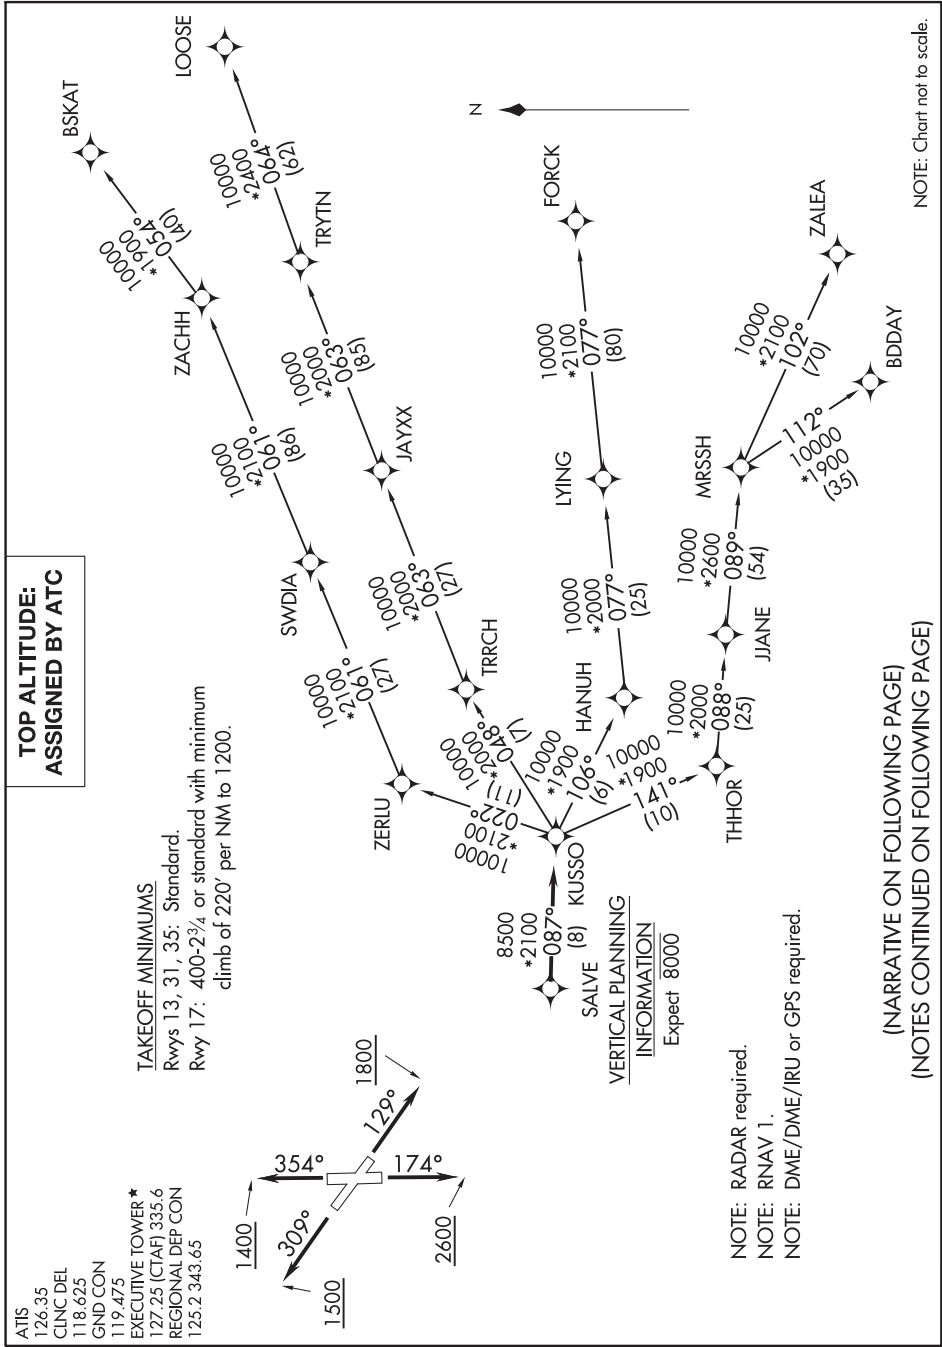 ATIS
126.35
CLNC DEL
118.625
GND CON
119.475
EXECUTIVE TOWER★
127.25 (CTAF) 335.6
REGIONAL DEP CON
125.2 343.65
TOP ALTITUDE:
ASSIGNED BY ATC
TAKEOFF MINIMUMS
Rwys 13, 31, 35: Standard.
Rwy 17: 400-2¾ or standard with minimum
climb of 220' per NM to 1200.
1400
354°
309°
1500
129°
1800
174°
2600
BSKAT
10000
*1900
054°
(40)
ZACHH
10000
*2100
061°
(86)
SWDIA
10000
*2100
061°
(27)
ZERLU
10000
*2100
022°
(11)
LOOSE
10000
*2400
064°
(62)
TRYTN
10000
*2000
063°
(85)
JAYXX
10000
*2000
063°
(27)
TRRCH
10000
*2000
048°
(7)
N
FORCK
10000
*2100
077°
(80)
LYING
10000
*2000
077°
(25)
HANUH
10000
*1900
106°
(6)
8500
*2100
087°
(8)
SALVE
KUSSO
VERTICAL PLANNING
INFORMATION
Expect 8000
10000
*1900
141°
(10)
THHOR
10000
*2000
088°
(25)
JJANE
10000
*2600
089°
(54)
MRSSH
10000
*2100
102°
(70)
ZALEA
112°
10000
*1900
(35)
BDDAY
NOTE: RADAR required.
NOTE: RNAV 1.
NOTE: DME/DME/IRU or GPS required.
NOTE: Chart not to scale.
(NARRATIVE ON FOLLOWING PAGE)
(NOTES CONTINUED ON FOLLOWING PAGE)